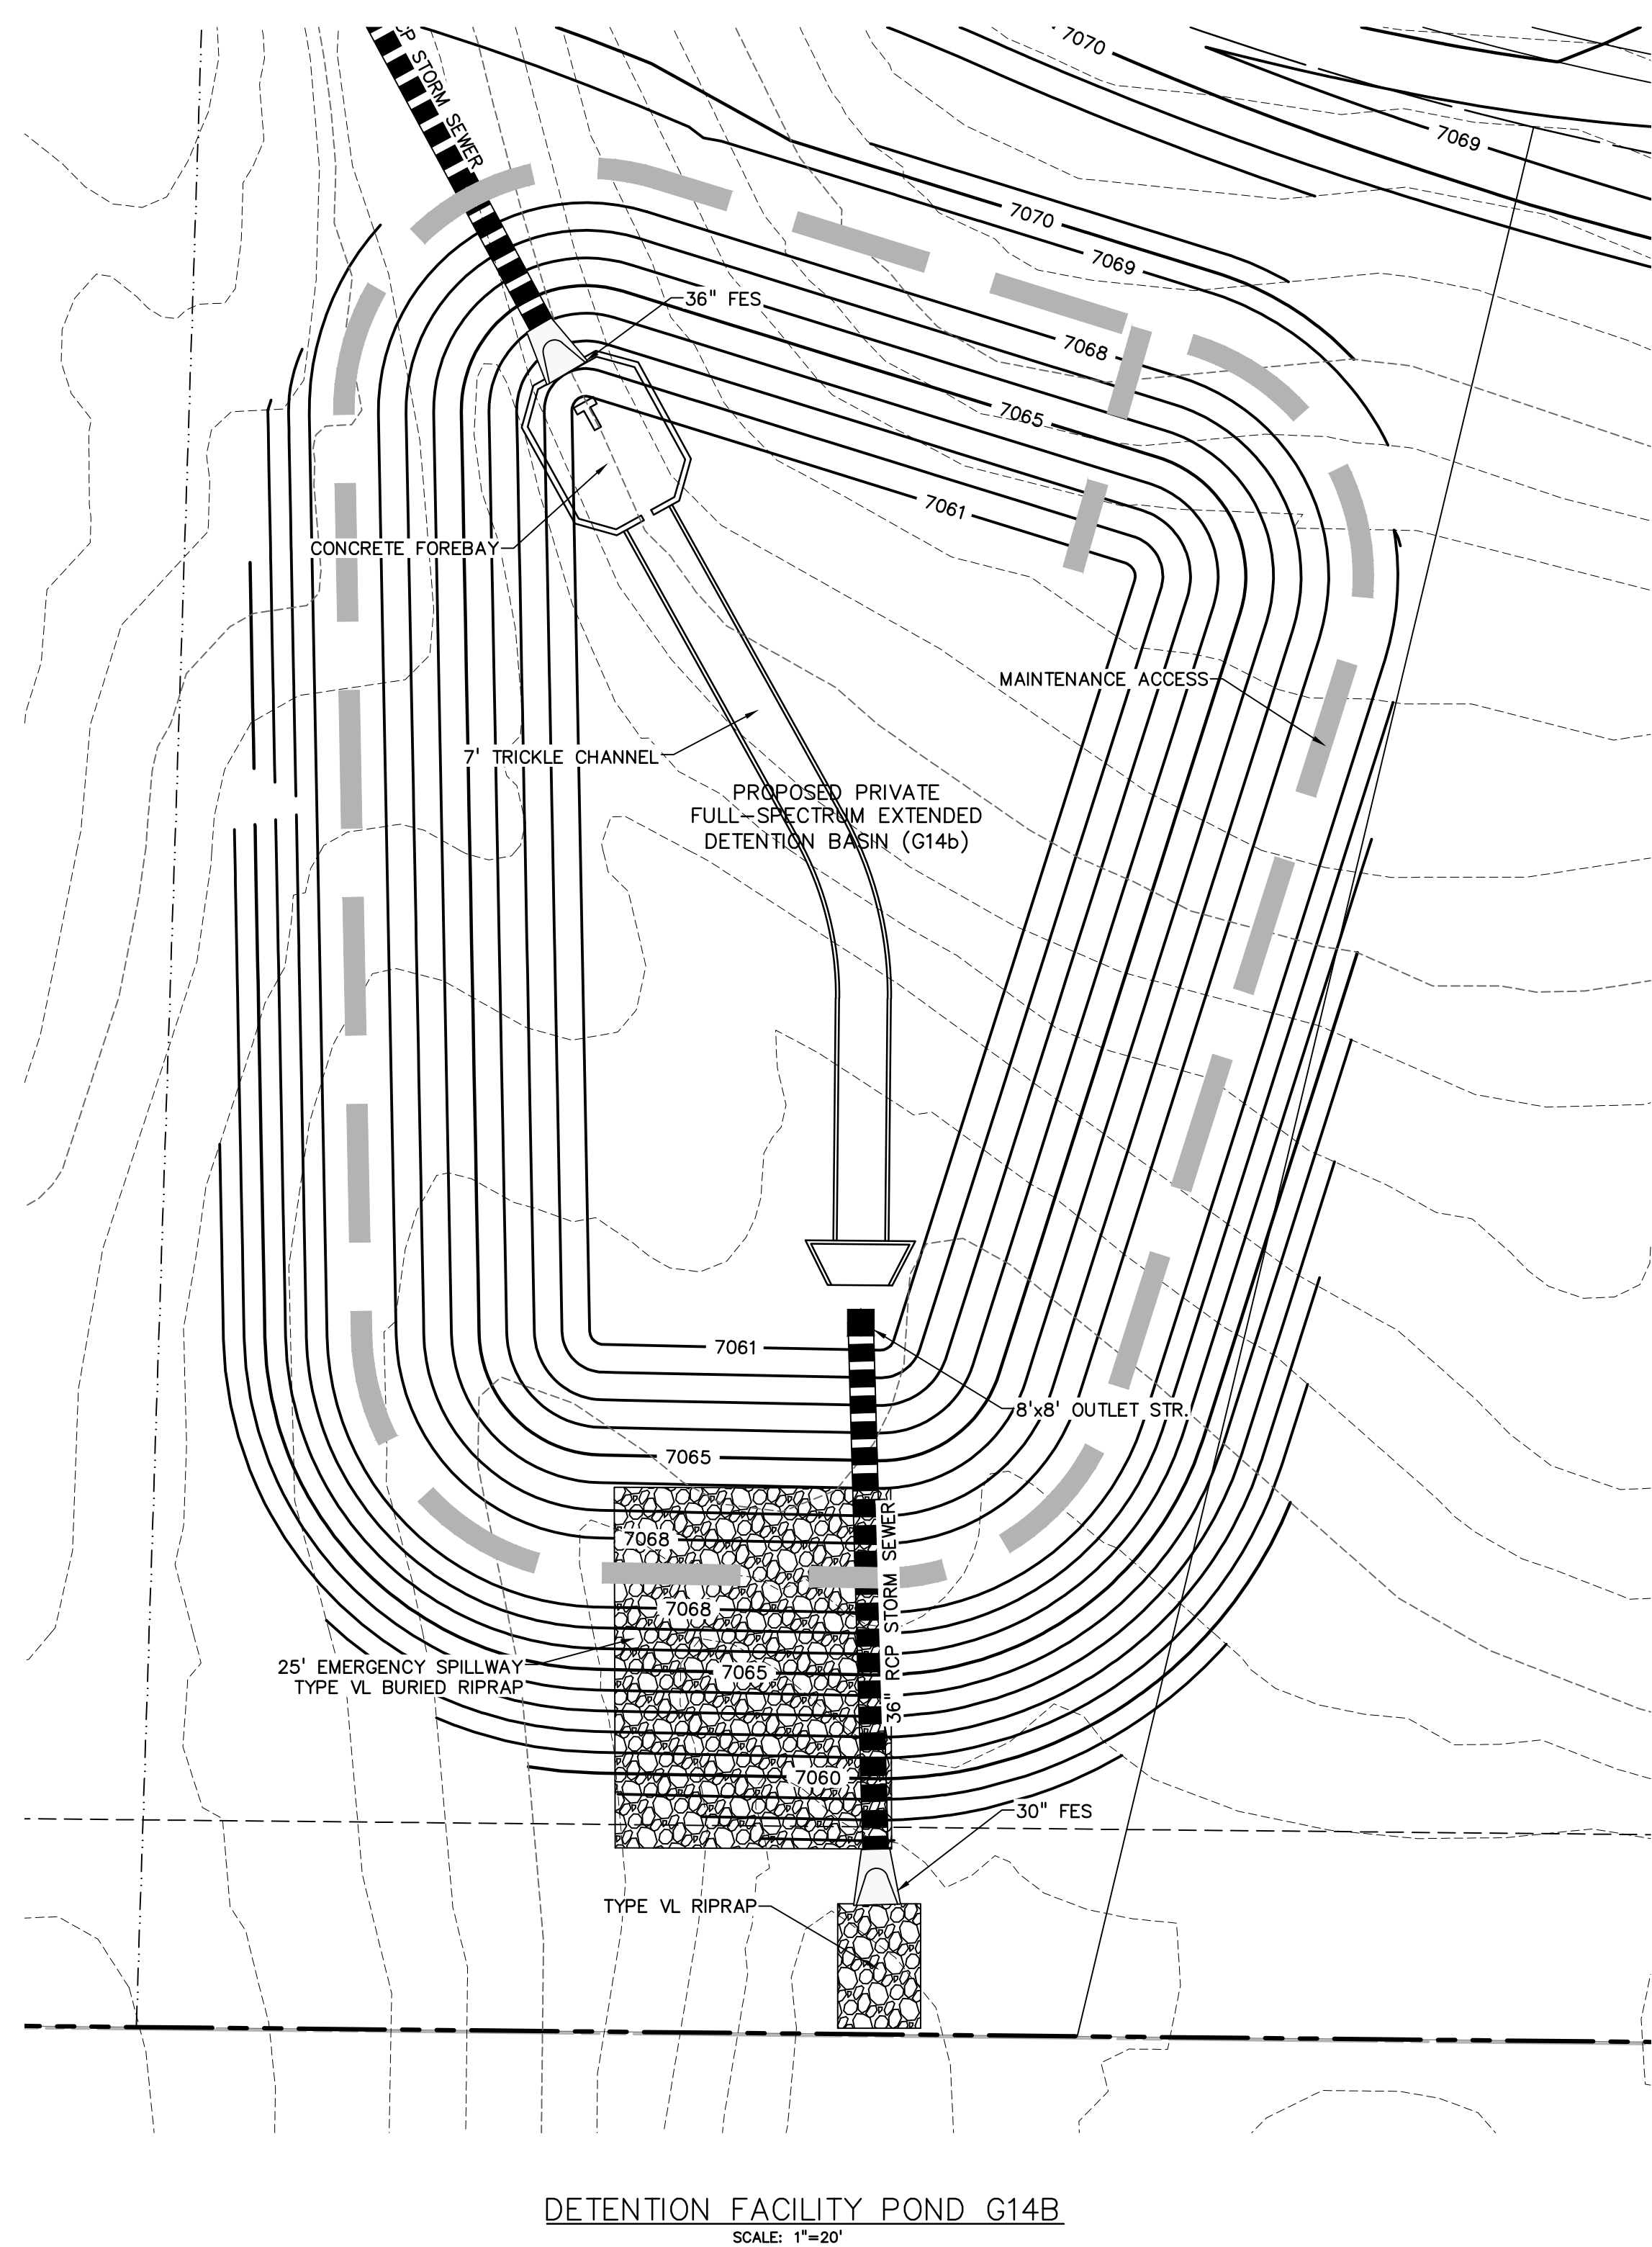 CP STORM SEWER
7070
7069
7070
7069
36" FES
7068
7065
7061
CONCRETE FOREBAY
MAINTENANCE ACCESS
7' TRICKLE CHANNEL
PROPOSED PRIVATE
FULL-SPECTRUM EXTENDED
DETENTION BASIN (G14b)
7061
8'x8' OUTLET STR.
7065
7068
36" RCP STORM SEWER
7068
25' EMERGENCY SPILLWAY
TYPE VL BURIED RIPRAP
7065
7060
30" FES
TYPE VL RIPRAP
DETENTION FACILITY POND G14B
SCALE: 1"=20'